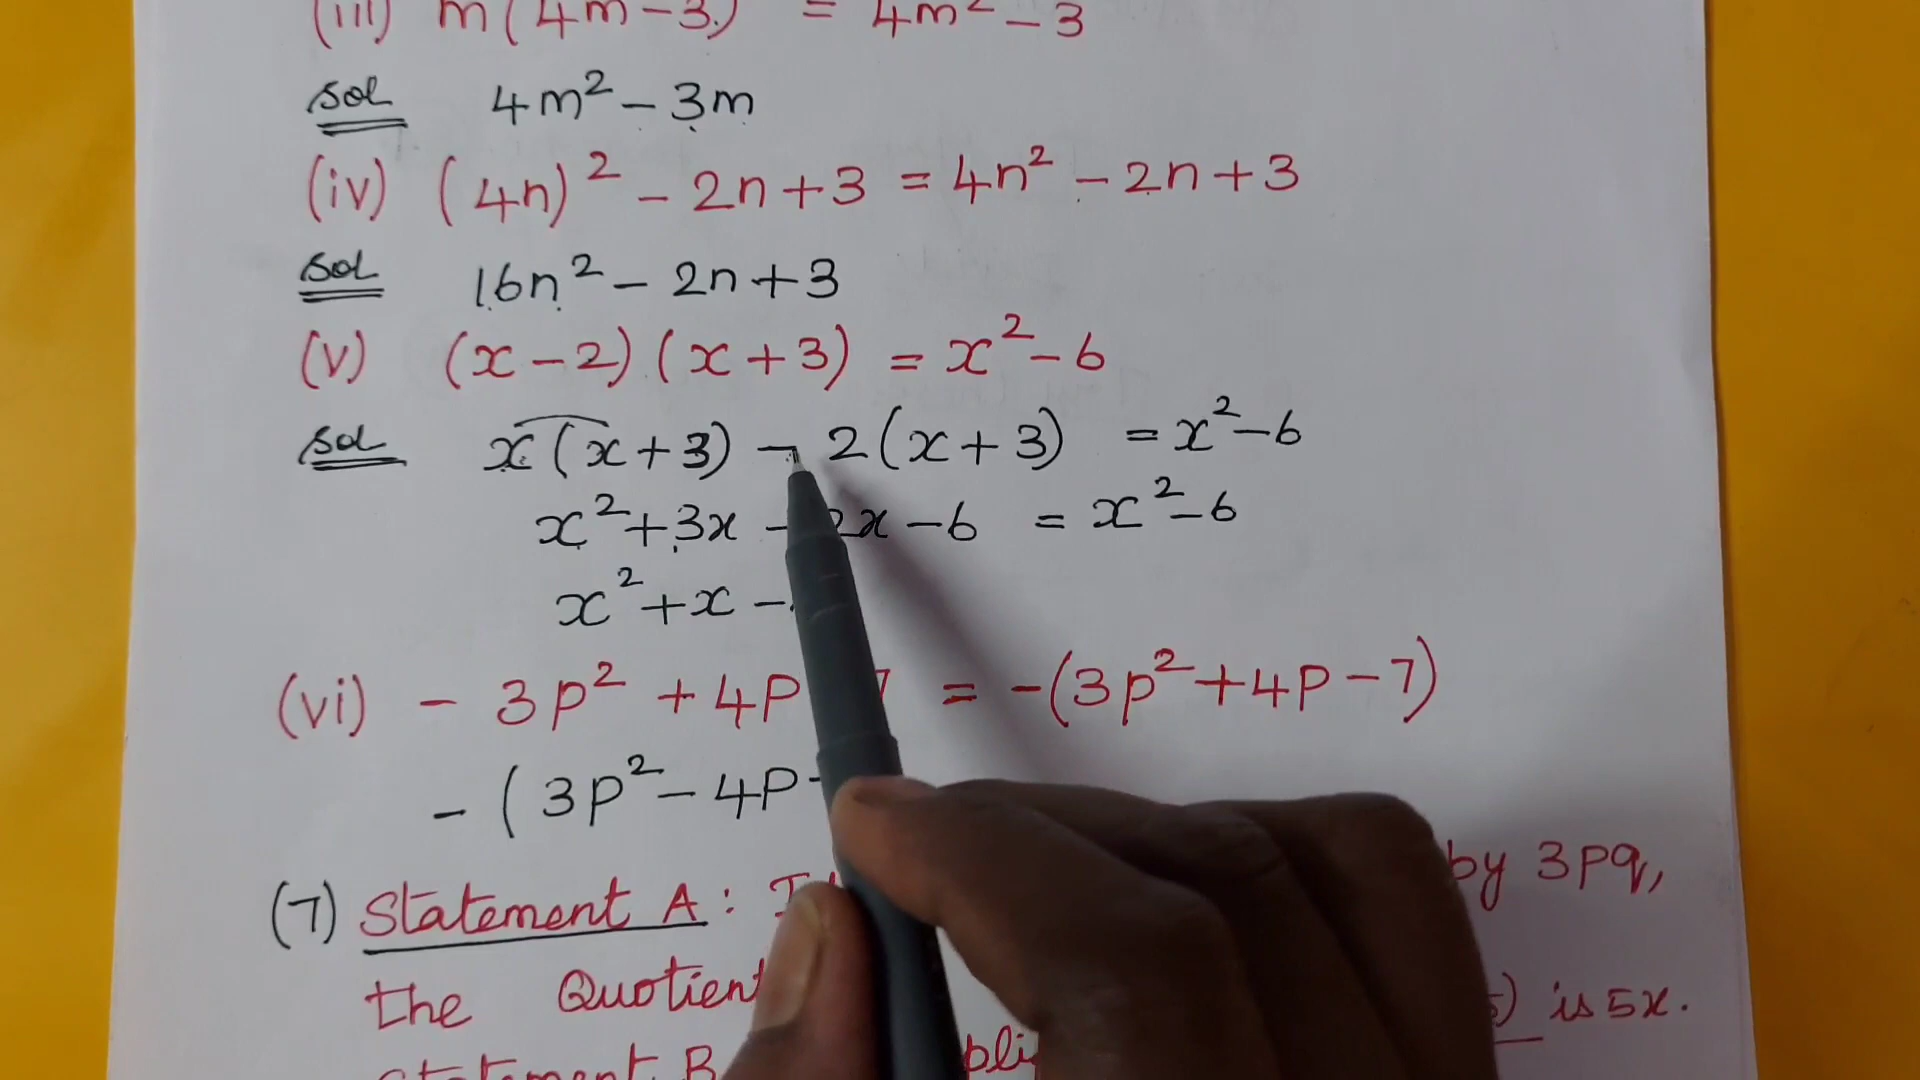 (iii) m(4m-3) = 4m² - 3
Sol 4m² - 3m
(iv) (4n)² - 2n + 3 = 4n² - 2n + 3
Sol 16n² - 2n + 3
(v) (x-2)(x+3) = x² - 6
Sol x(x+3) - 2(x+3) = x² - 6
x² + 3x - 2x - 6 = x² - 6
x² + x -
(vi) - 3p² + 4p 7 = -(3p² + 4p - 7)
- (3p² - 4p
(7) Statement A: by 3pq,
the Quotient is 5x.
Statement B